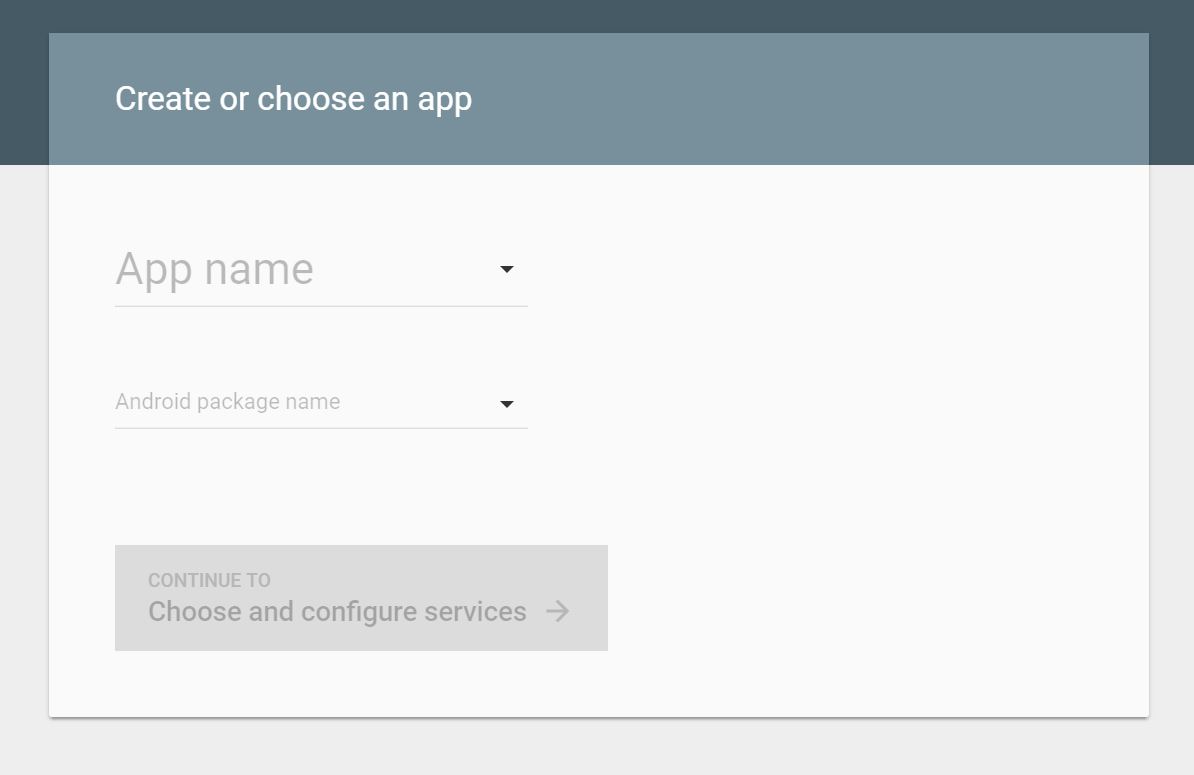 Create or choose an app
App name
Android package name
CONTINUE TO
Choose and configure services